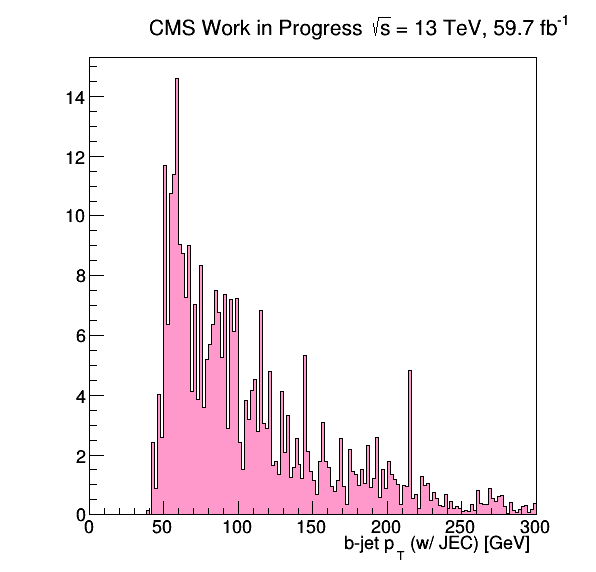 CMS Work in Progress √s = 13 TeV, 59.7 fb⁻¹
14
12
10
8
6
4
2
0
0 50 100 150 200 250 300
b-jet p_T (w/ JEC) [GeV]